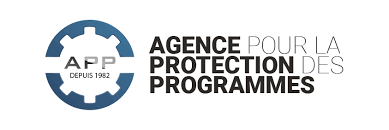 APP
DEPUIS 1982
AGENCE POUR LA
PROTECTION DES
PROGRAMMES